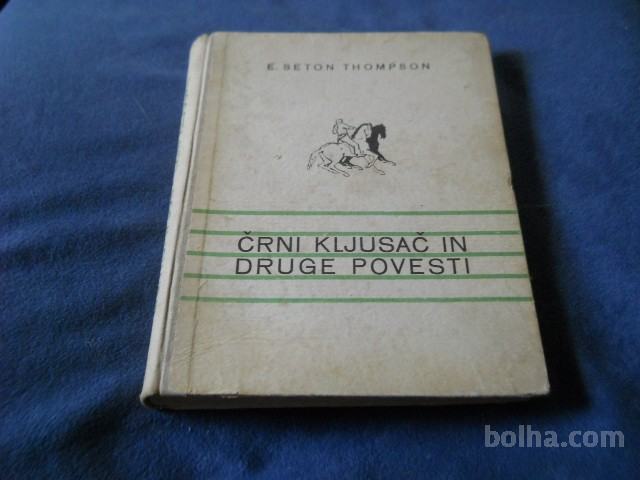 E. SETON THOMPSON
ČRNI KLJUSAČ IN
DRUGE POVESTI
bolha.com